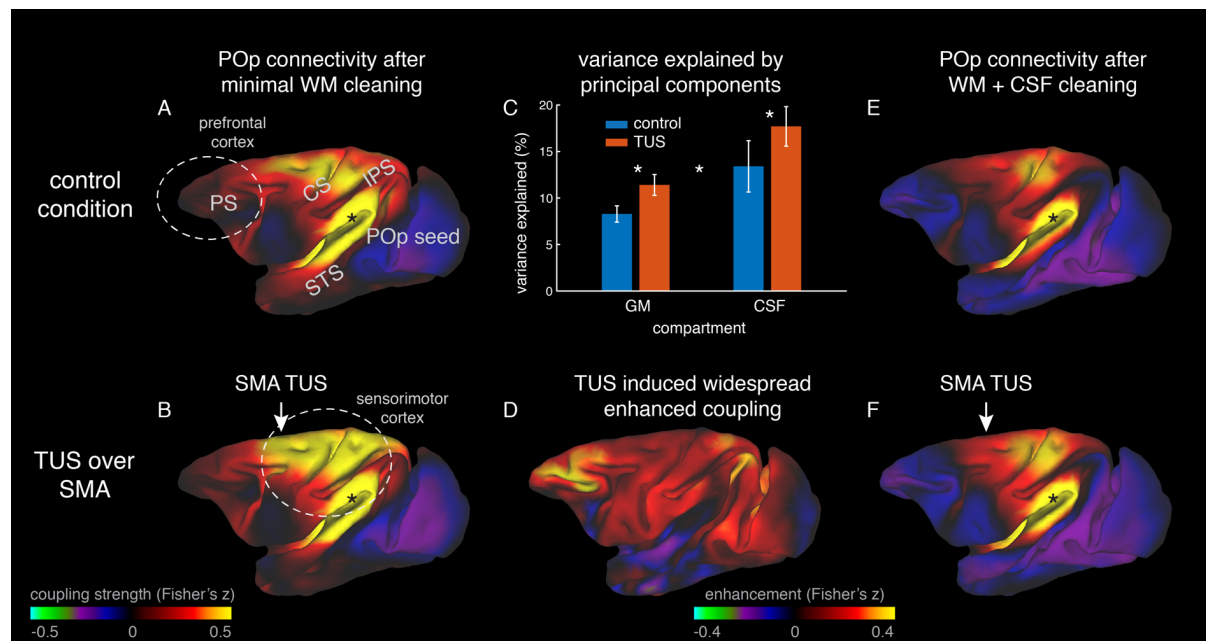 POp connectivity after
minimal WM cleaning
variance explained by
principal components
POp connectivity after
WM + CSF cleaning
A
prefrontal
cortex
PS
CS
IPS
*
POp seed
STS
control
condition
C
variance explained (%)
20
15
10
5
0
control
TUS
*
*
*
GM
CSF
compartment
E
*
SMA TUS
TUS induced widespread
enhanced coupling
SMA TUS
B
sensorimotor
cortex
*
TUS over
SMA
D
F
*
coupling strength (Fisher's z)
-0.5
0
0.5
enhancement (Fisher's z)
-0.4
0
0.4